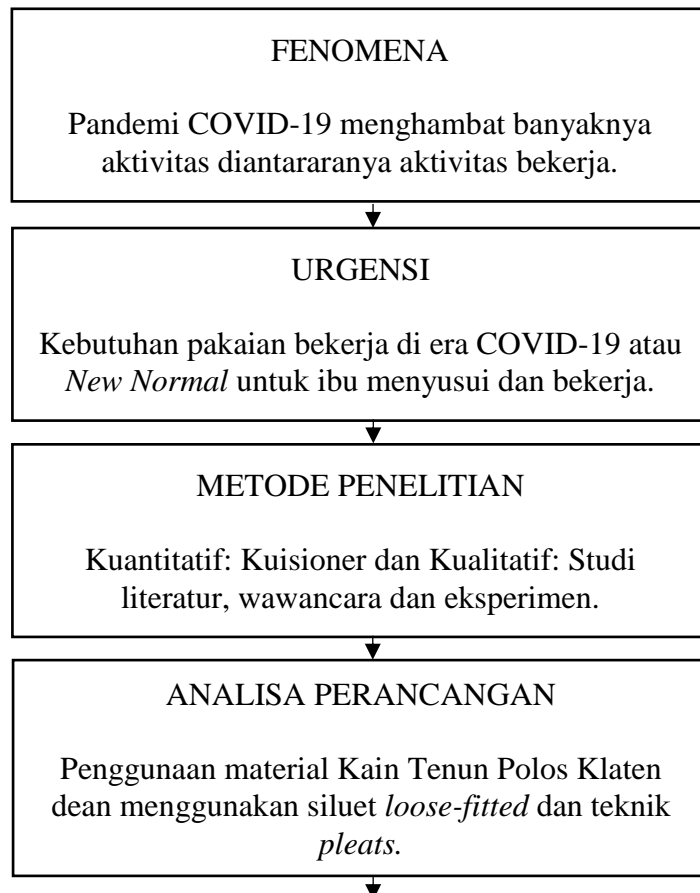 FENOMENA
Pandemi COVID-19 menghambat banyaknya
aktivitas diantararanya aktivitas bekerja.
URGENSI
Kebutuhan pakaian bekerja di era COVID-19 atau
New Normal untuk ibu menyusui dan bekerja.
METODE PENELITIAN
Kuantitatif: Kuisioner dan Kualitatif: Studi
literatur, wawancara dan eksperimen.
ANALISA PERANCANGAN
Penggunaan material Kain Tenun Polos Klaten
dean menggunakan siluet loose-fitted dan teknik
pleats.